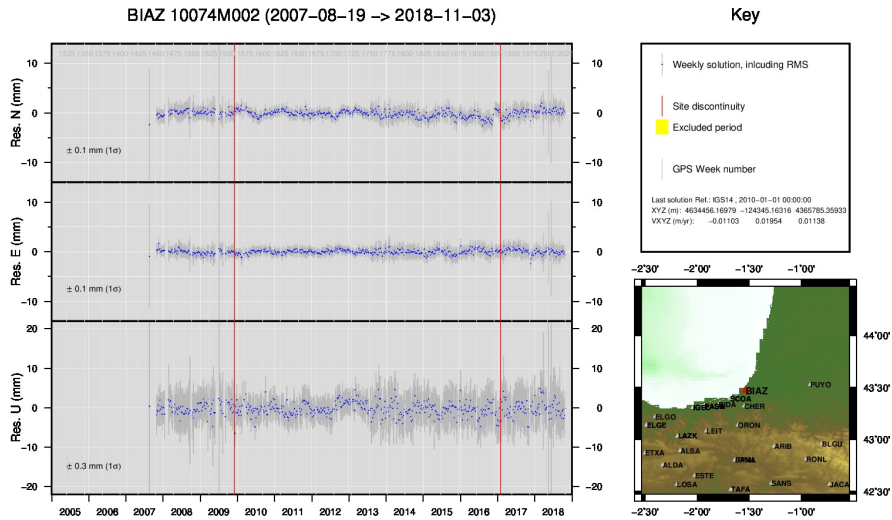 BIAZ 10074M002 (2007-08-19 -> 2018-11-03)
Key
Res. N (mm)
10
0
-10
± 0.1 mm (1σ)
10
0
-10
Res. E (mm)
10
0
-10
± 0.1 mm (1σ)
10
0
-10
Res. U (mm)
20
10
0
-10
-20
± 0.3 mm (1σ)
20
10
0
-10
-20
2005 2006 2007 2008 2009 2010 2011 2012 2013 2014 2015 2016 2017 2018
Weekly solution, inlcuding RMS
Site discontinuity
Excluded period
GPS Week number
Last solution Ref.: IGS14 , 2010-01-01 00:00:00
XYZ (m): 4634456.16979 -124345.16316 4365785.35933
VXYZ (m/yr): -0.01103 0.01954 0.01138
-2°30' -2°00' -1°30' -1°00'
44°00'
43°30'
43°00'
42°30'
PUYO
BIAZ
SCOA
CHER
ELGO
ELGE
ORON
LEIT
LAZK
ARIB
BLGU
ETXA
ALSA
RONL
ALDA
ESTE
LOSA
TAFA
SANS
JACA
-2°30' -2°00' -1°30' -1°00'